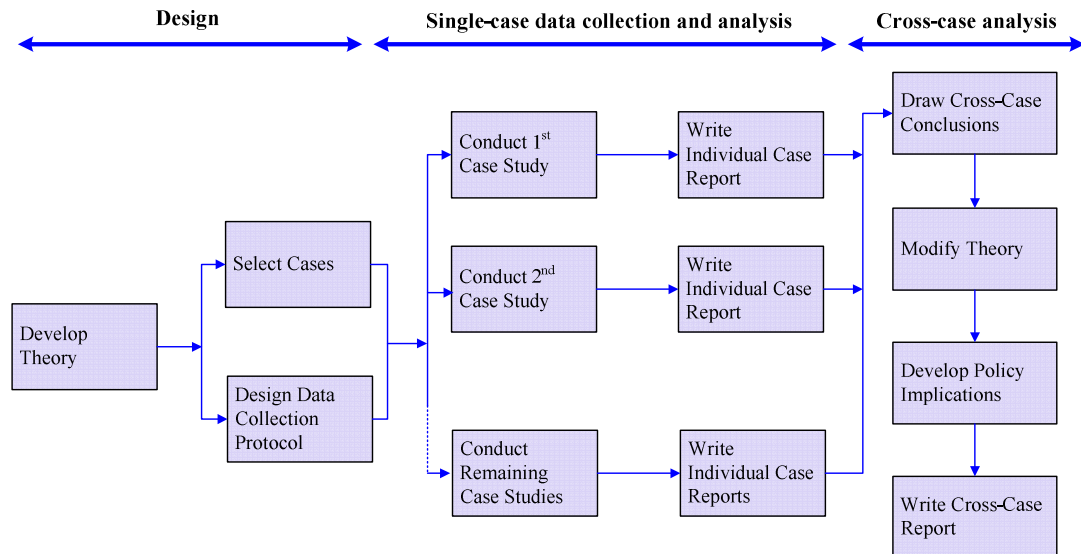 Design
Single-case data collection and analysis
Cross-case analysis
Develop
Theory
Select Cases
Design Data
Collection
Protocol
Conduct 1st
Case Study
Write
Individual Case
Report
Conduct 2nd
Case Study
Write
Individual Case
Report
Conduct
Remaining
Case Studies
Write
Individual Case
Reports
Draw Cross-Case
Conclusions
Modify Theory
Develop Policy
Implications
Write Cross-Case
Report